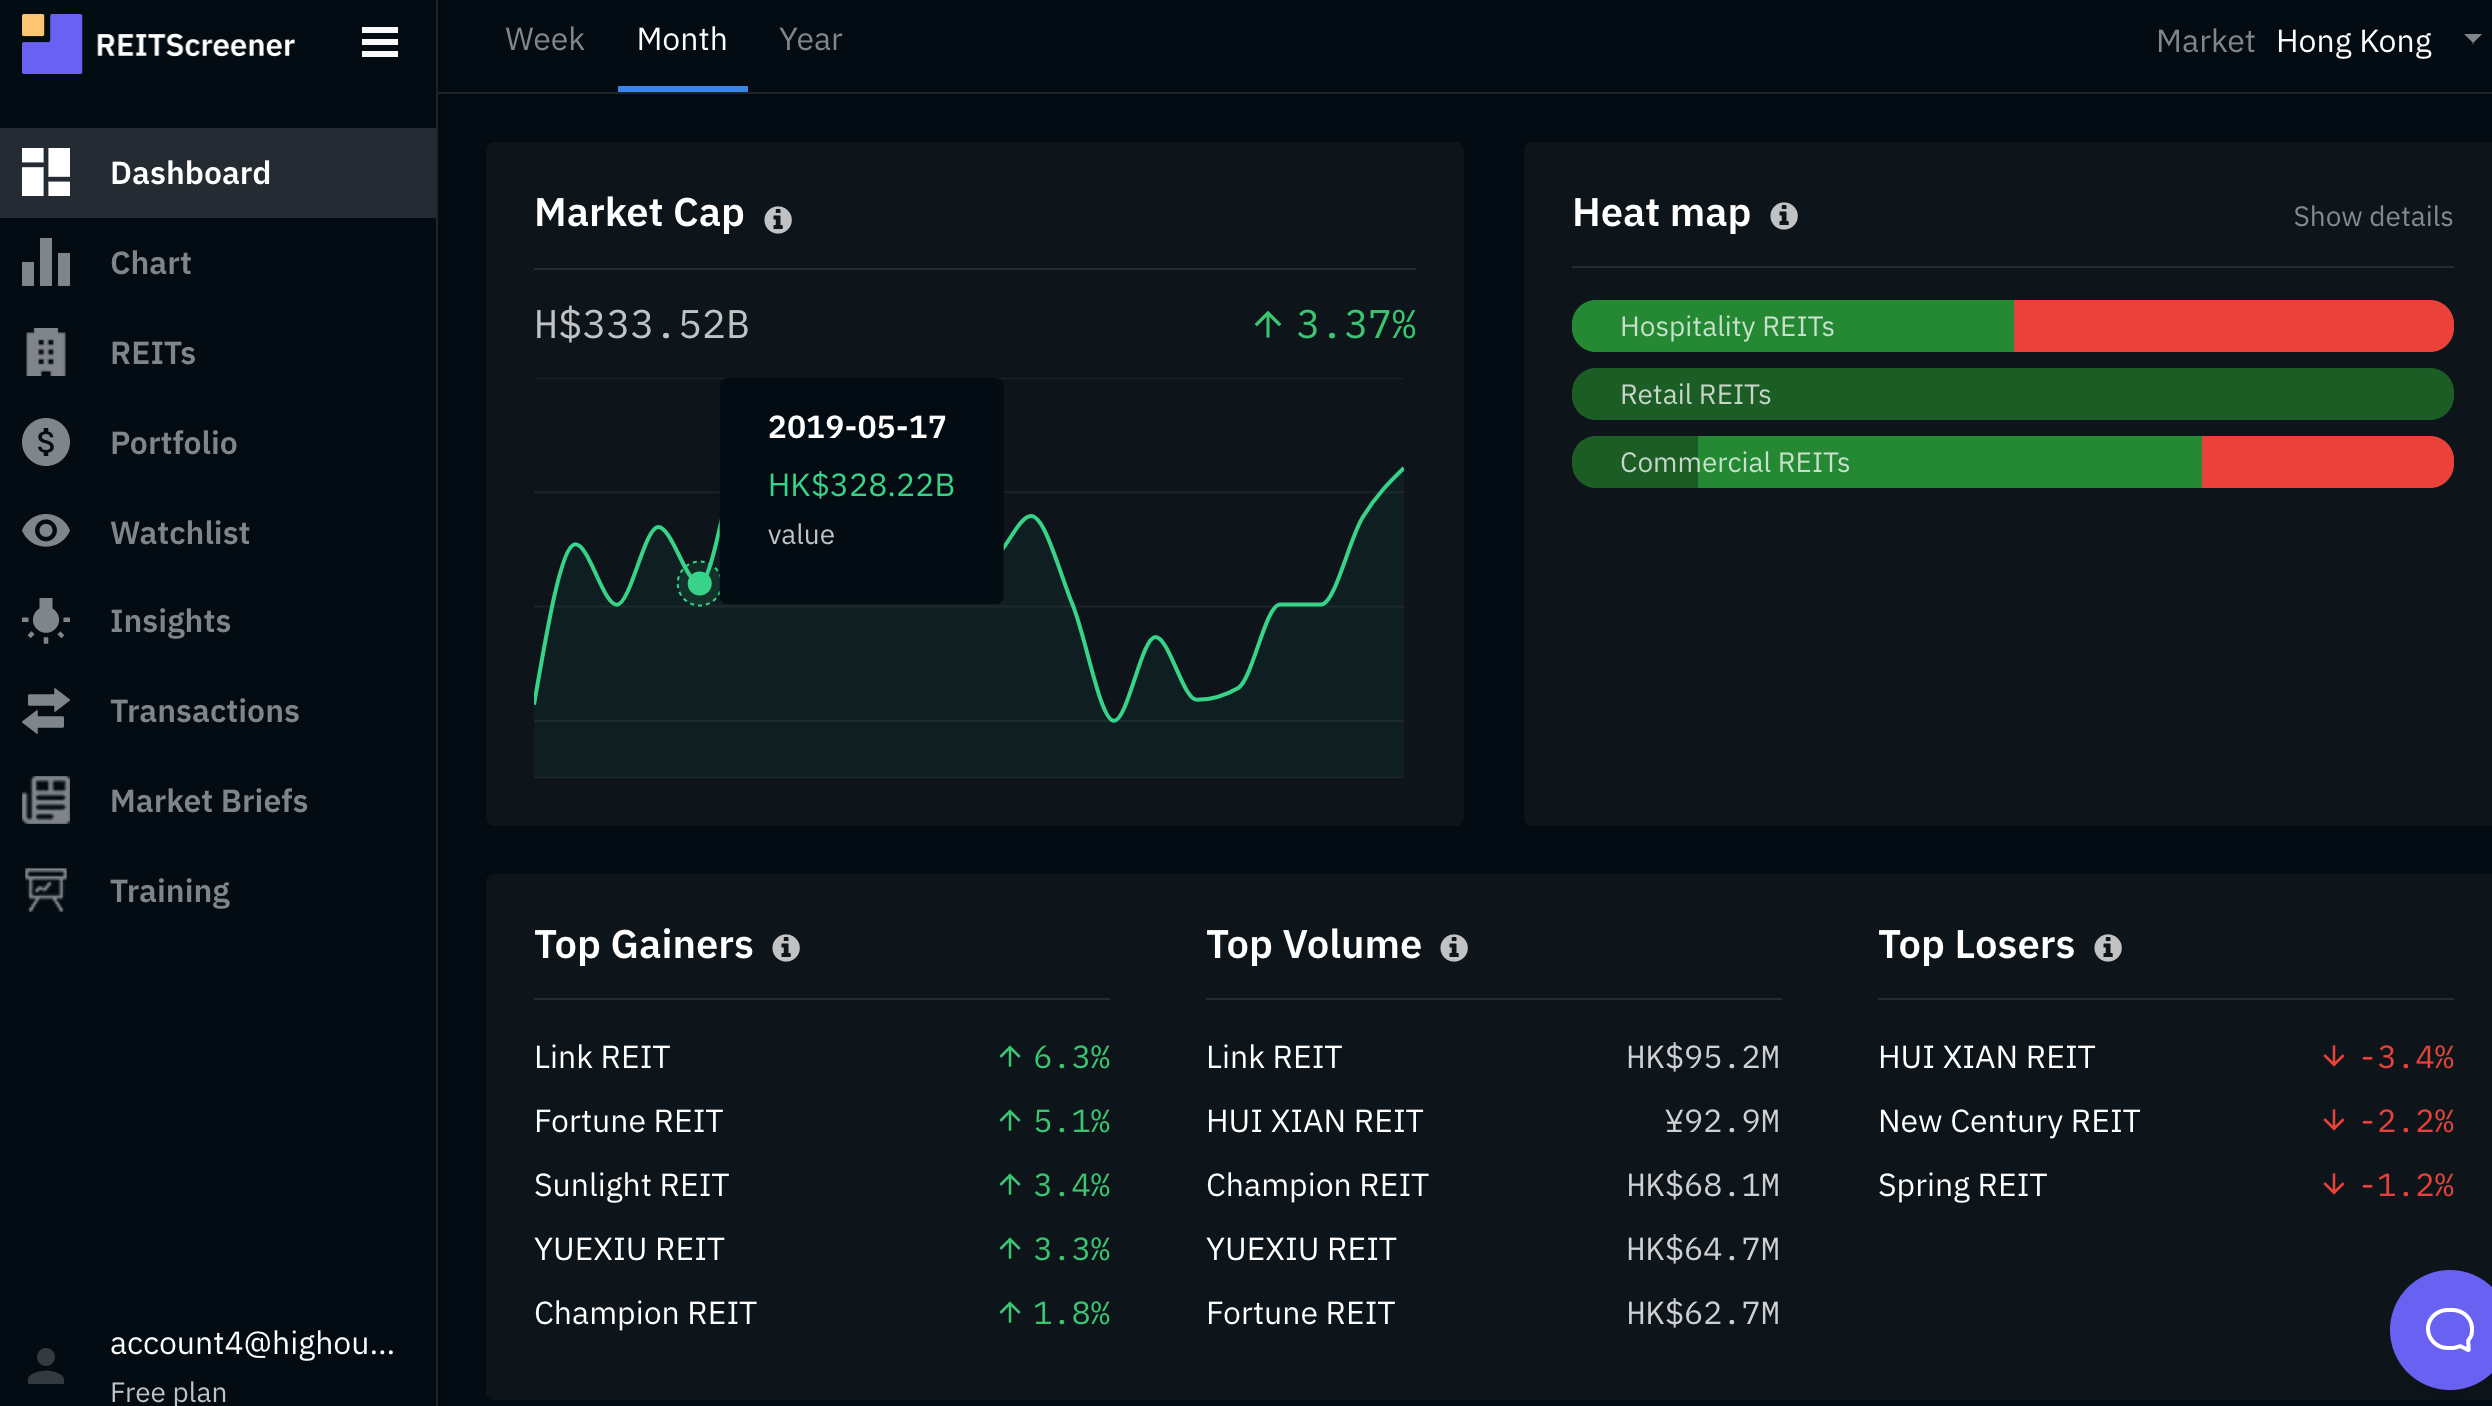 REITScreener
Dashboard
Chart
REITs
Portfolio
Watchlist
Insights
Transactions
Market Briefs
Training
account4@highou...
Free plan
Week Month Year
Market Hong Kong
Market Cap
H$333.52B ↑ 3.37%
2019-05-17
HK$328.22B
value
Heat map Show details
Hospitality REITs
Retail REITs
Commercial REITs
Top Gainers
Link REIT ↑ 6.3%
Fortune REIT ↑ 5.1%
Sunlight REIT ↑ 3.4%
YUEXIU REIT ↑ 3.3%
Champion REIT ↑ 1.8%
Top Volume
Link REIT HK$95.2M
HUI XIAN REIT ¥92.9M
Champion REIT HK$68.1M
YUEXIU REIT HK$64.7M
Fortune REIT HK$62.7M
Top Losers
HUI XIAN REIT ↓ -3.4%
New Century REIT ↓ -2.2%
Spring REIT ↓ -1.2%